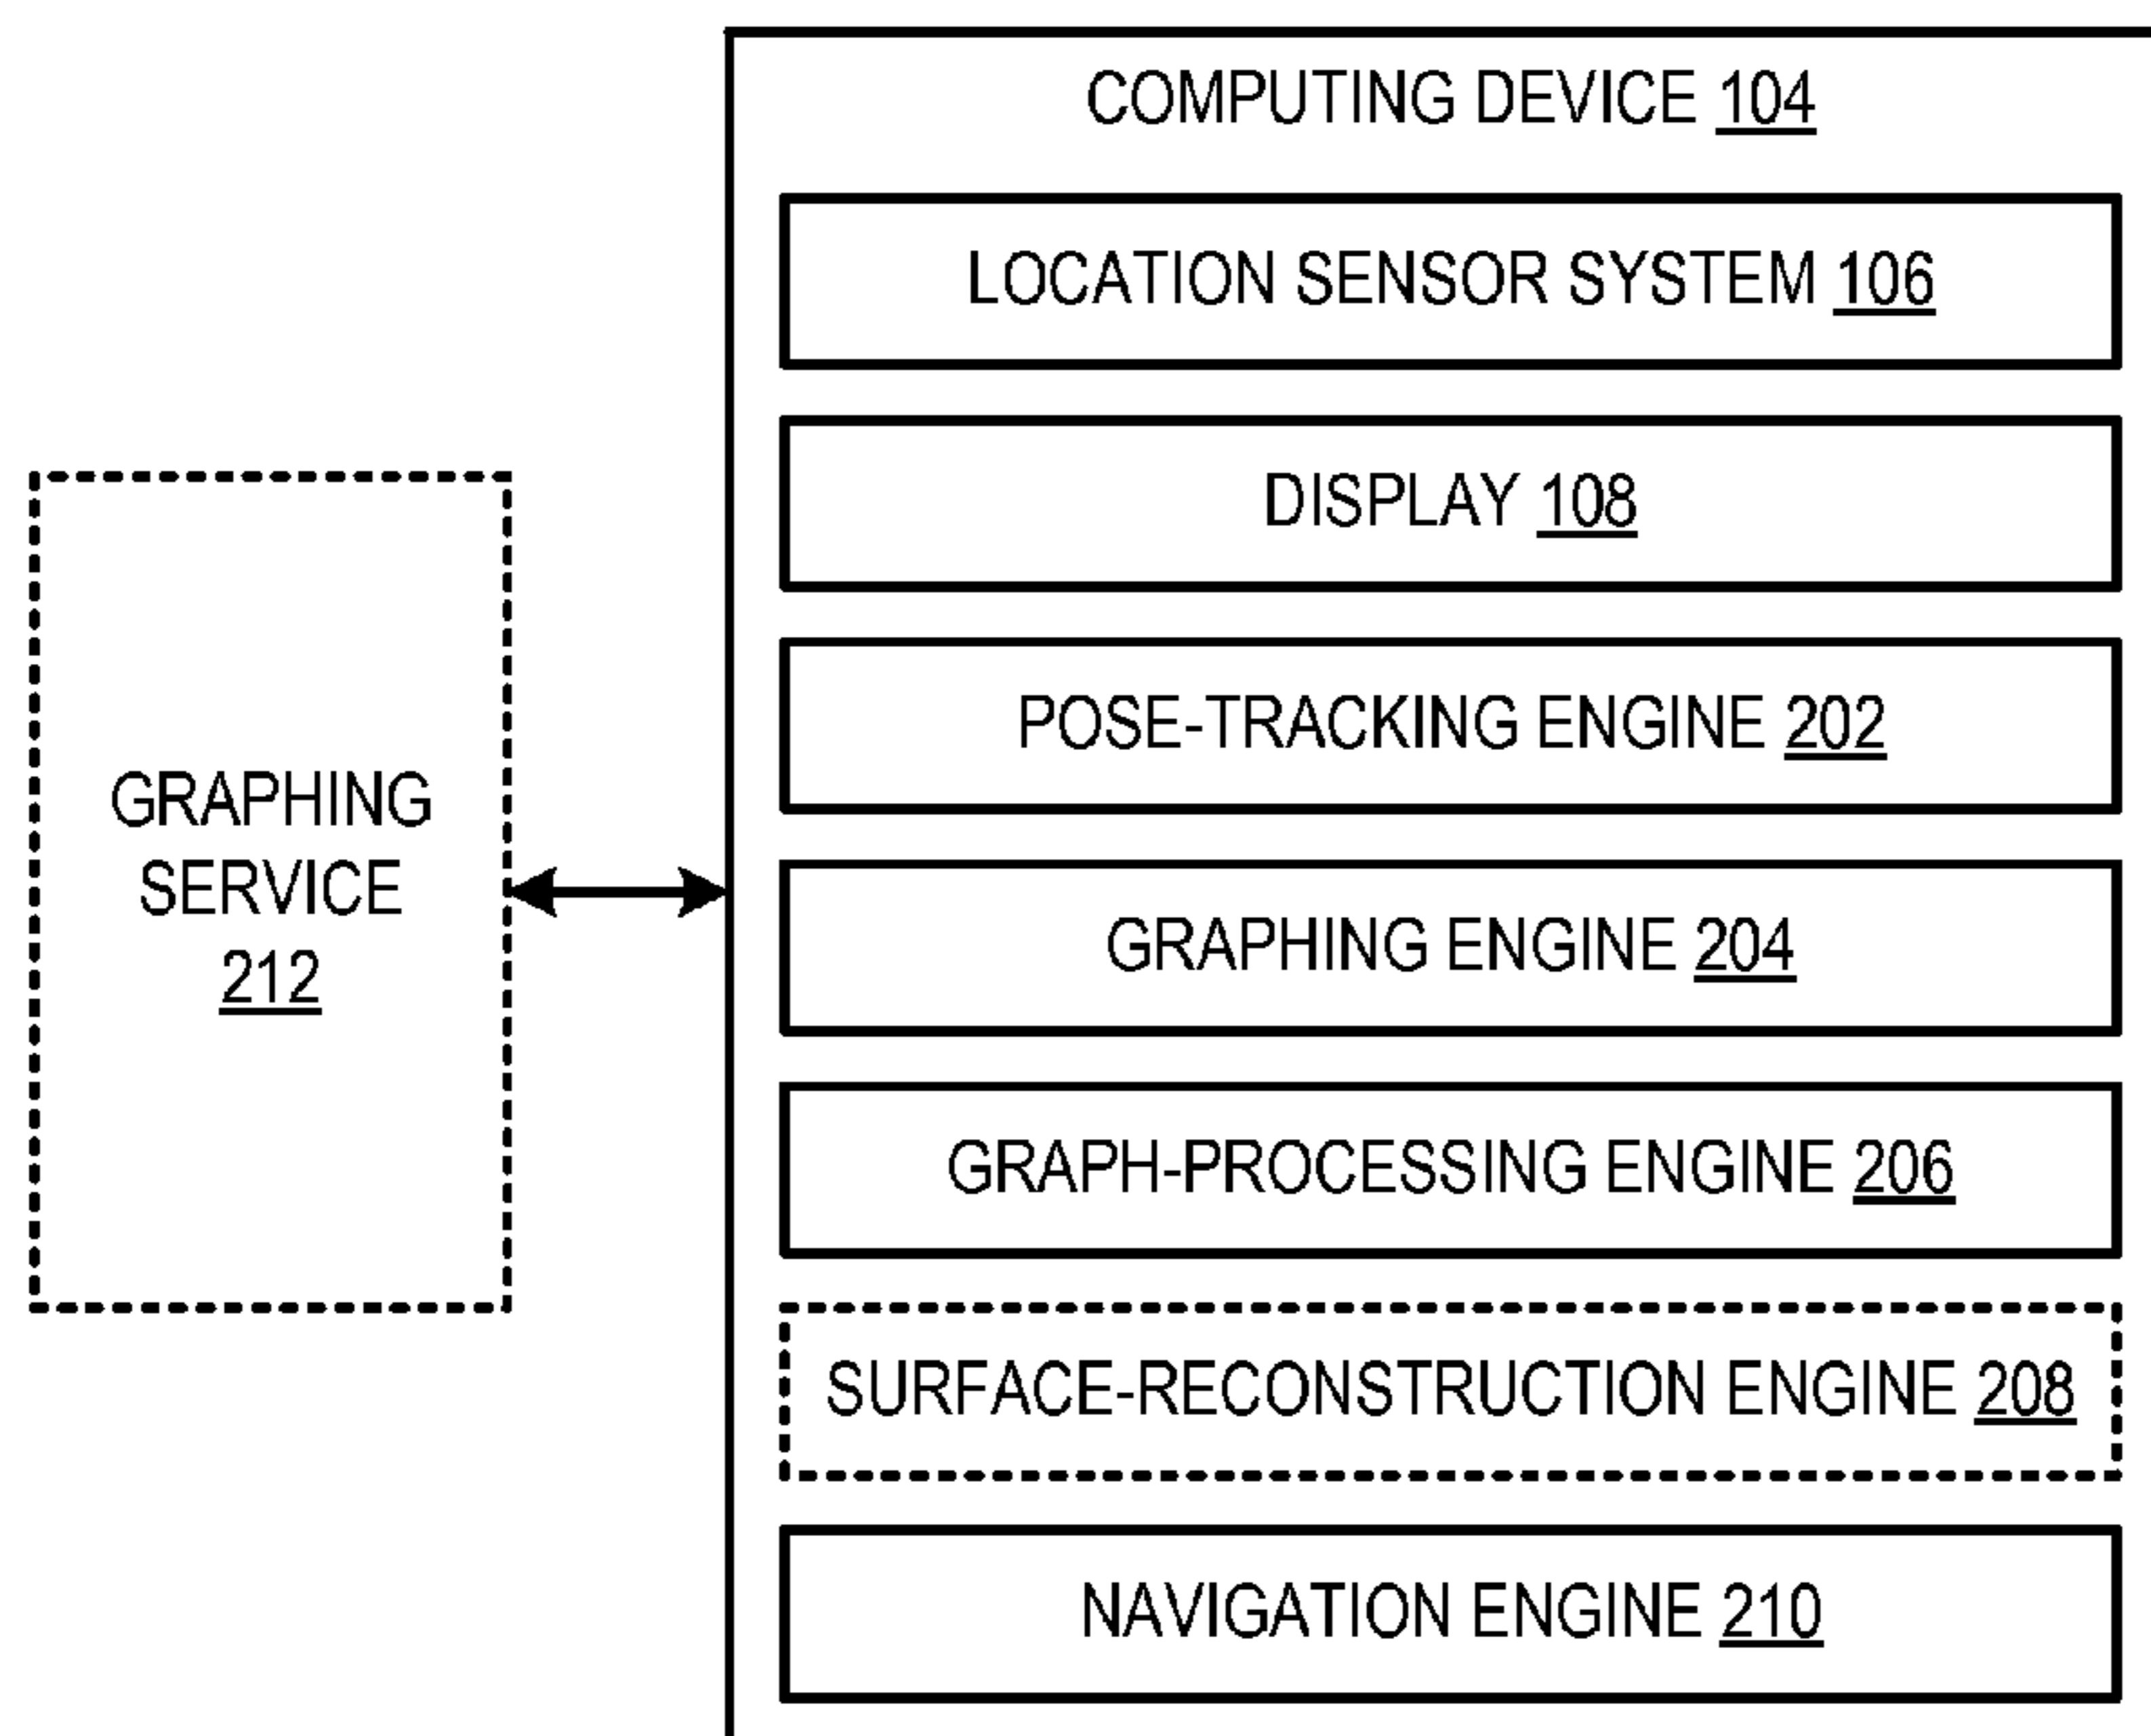 COMPUTING DEVICE 104
LOCATION SENSOR SYSTEM 106
DISPLAY 108
POSE-TRACKING ENGINE 202
GRAPHING
SERVICE
212
GRAPHING ENGINE 204
GRAPH-PROCESSING ENGINE 206
SURFACE-RECONSTRUCTION ENGINE 208
NAVIGATION ENGINE 210